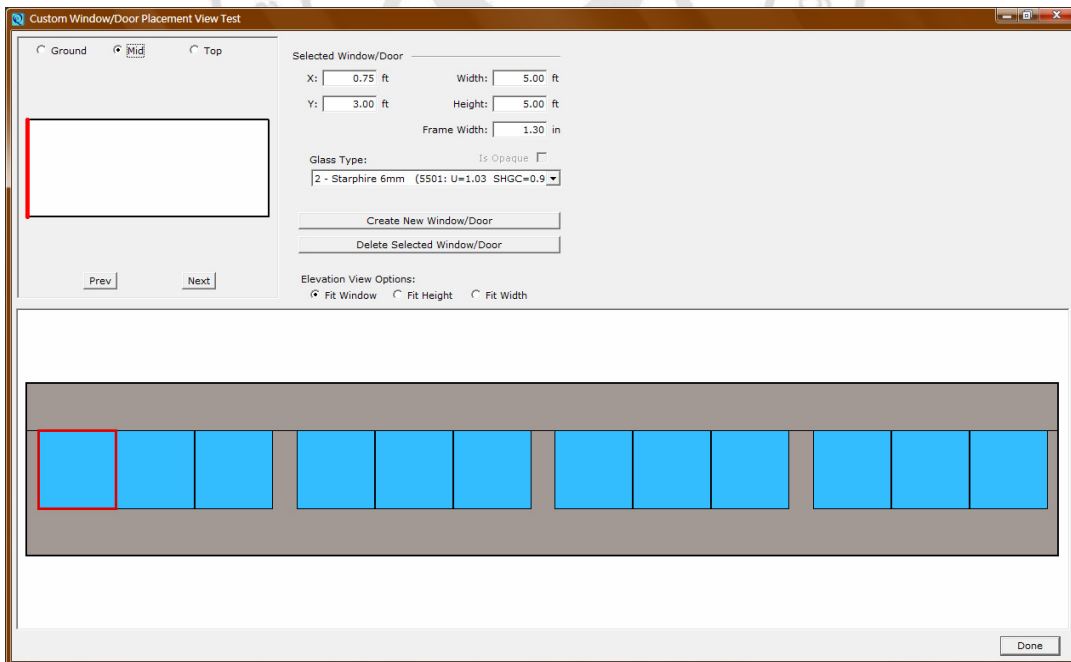 Custom Window/Door Placement View Test
Ground Mid Top
Selected Window/Door
X: 0.75 ft Width: 5.00 ft
Y: 3.00 ft Height: 5.00 ft
Frame Width: 1.30 in
Glass Type: Is Opaque
2 - Starphire 6mm (5501: U=1.03 SHGC=0.9
Create New Window/Door
Delete Selected Window/Door
Prev Next
Elevation View Options:
Fit Window Fit Height Fit Width
Done